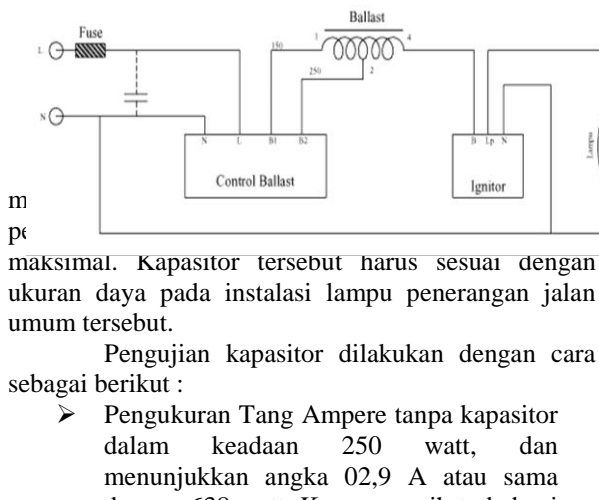 Ballast
Fuse
1
4
L
150
250
2
N
N L B1 B2
B Lp N
Lampu
Control Ballast
Ignitor
m
maksimal. Kapasitor tersebut harus sesuai dengan
ukuran daya pada instalasi lampu penerangan jalan
umum tersebut.
Pengujian kapasitor dilakukan dengan cara
sebagai berikut :
➤ Pengukuran Tang Ampere tanpa kapasitor
dalam keadaan 250 watt, dan
menunjukkan angka 02,9 A atau sama